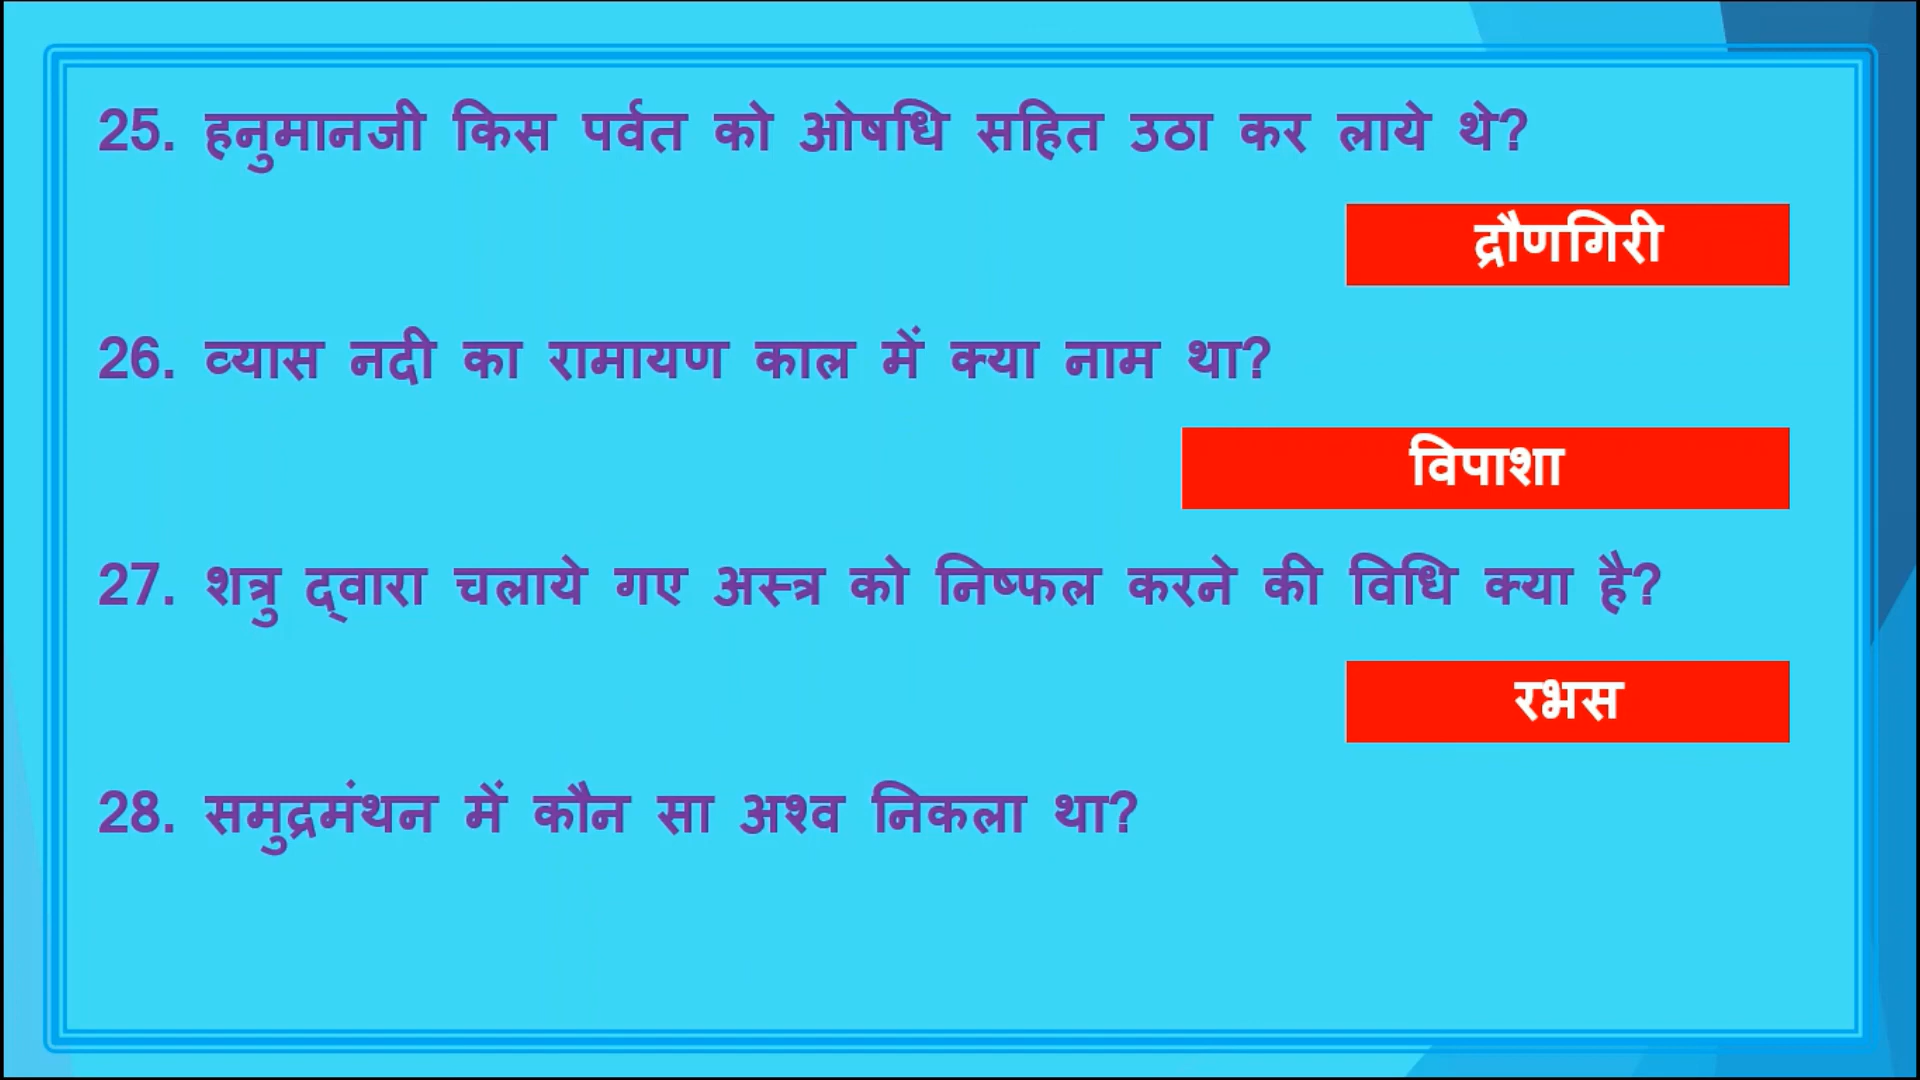 25. हनुमानजी किस पर्वत को ओषधि सहित उठा कर लाये थे?
द्रौणगिरी
26. व्यास नदी का रामायण काल में क्या नाम था?
विपाशा
27. शत्रु द्वारा चलाये गए अस्त्र को निष्फल करने की विधि क्या है?
रभस
28. समुद्रमंथन में कौन सा अश्व निकला था?